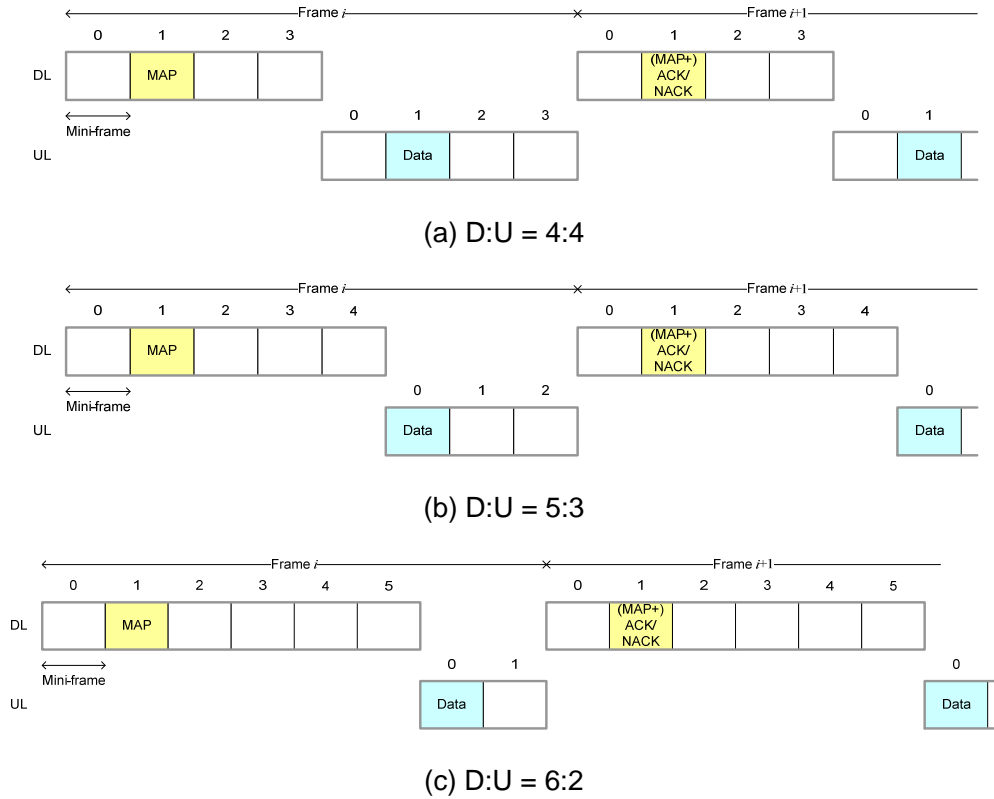 Frame i
Frame i+1
0 1 2 3
0 1 2 3
DL
MAP
(MAP+)
ACK/
NACK
Mini-frame
0 1 2 3
0 1
UL
Data
Data
(a) D:U = 4:4
Frame i
Frame i+1
0 1 2 3 4
0 1 2 3 4
DL
MAP
(MAP+)
ACK/
NACK
Mini-frame
0 1 2
0
UL
Data
Data
(b) D:U = 5:3
Frame i
Frame i+1
0 1 2 3 4 5
0 1 2 3 4 5
DL
MAP
(MAP+)
ACK/
NACK
Mini-frame
0 1
0
UL
Data
Data
(c) D:U = 6:2